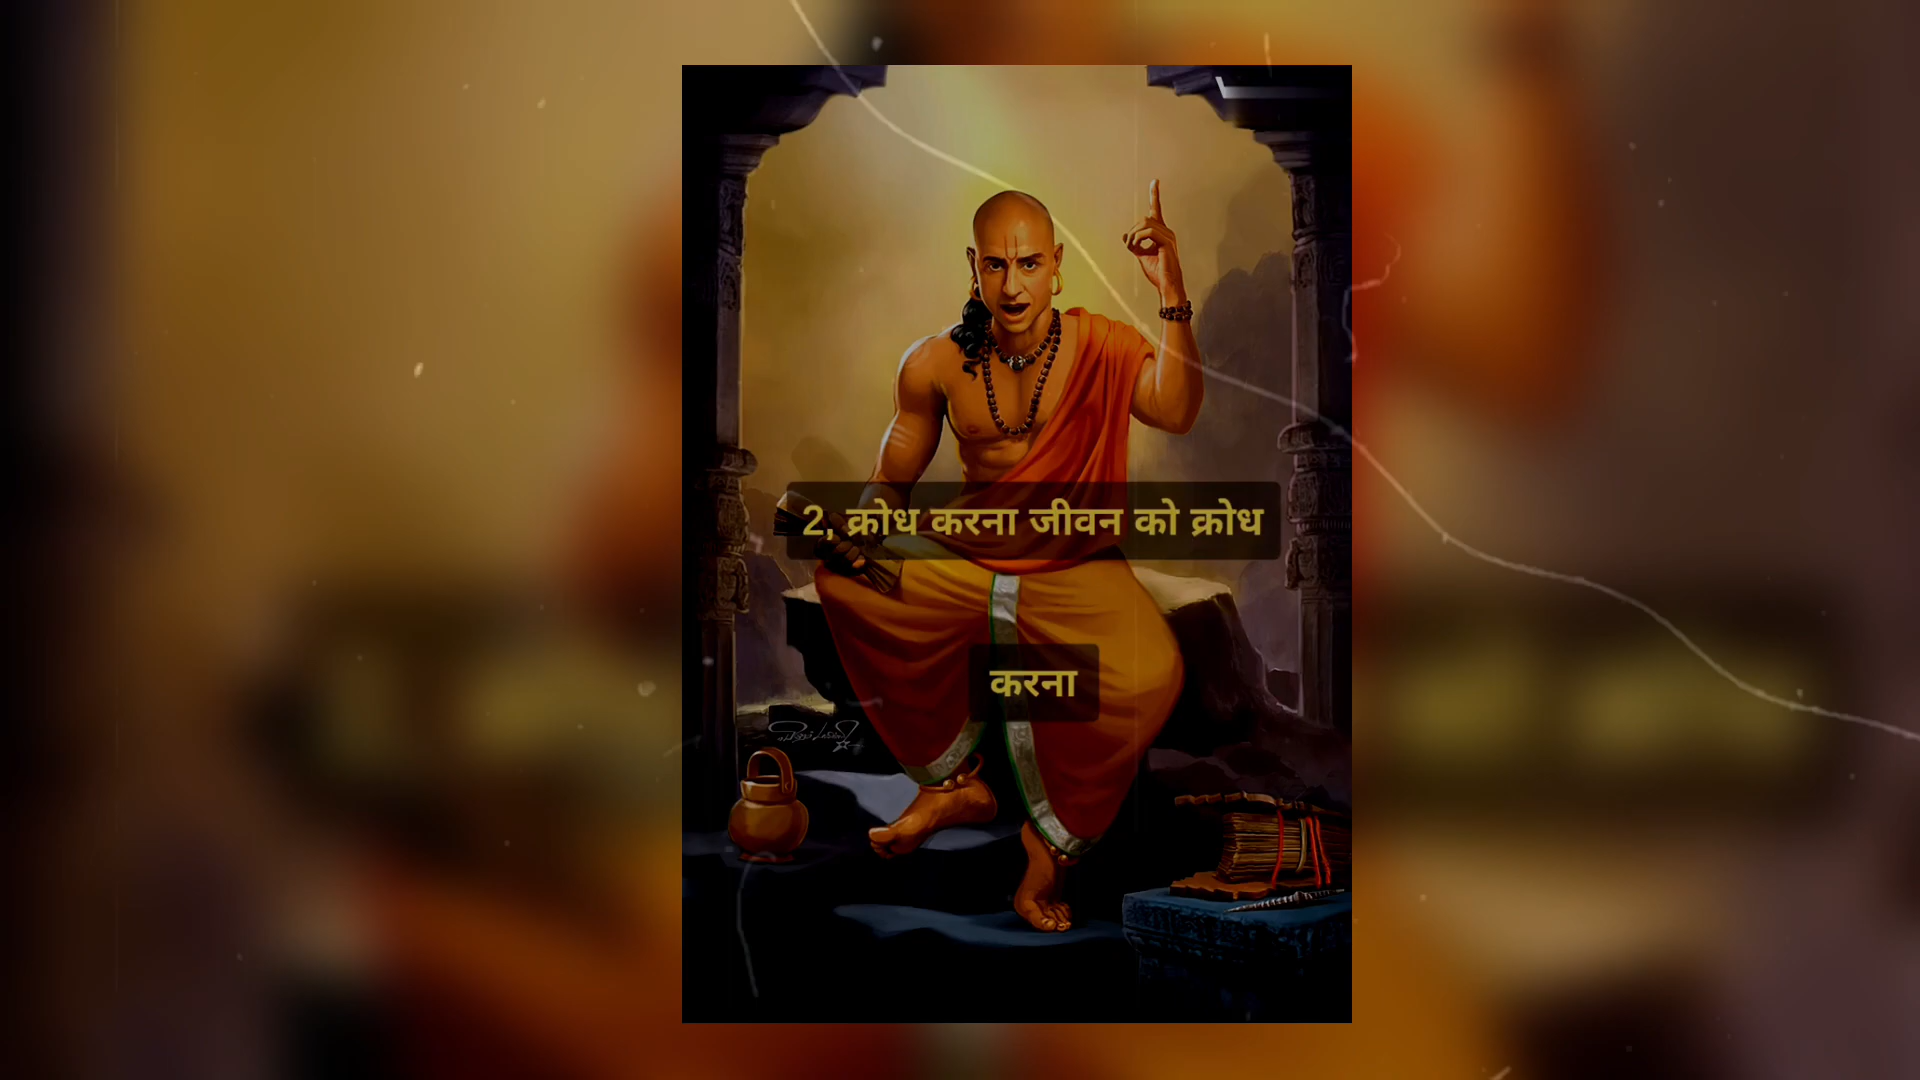 2, क्रोध करना जीवन को क्रोध
करना